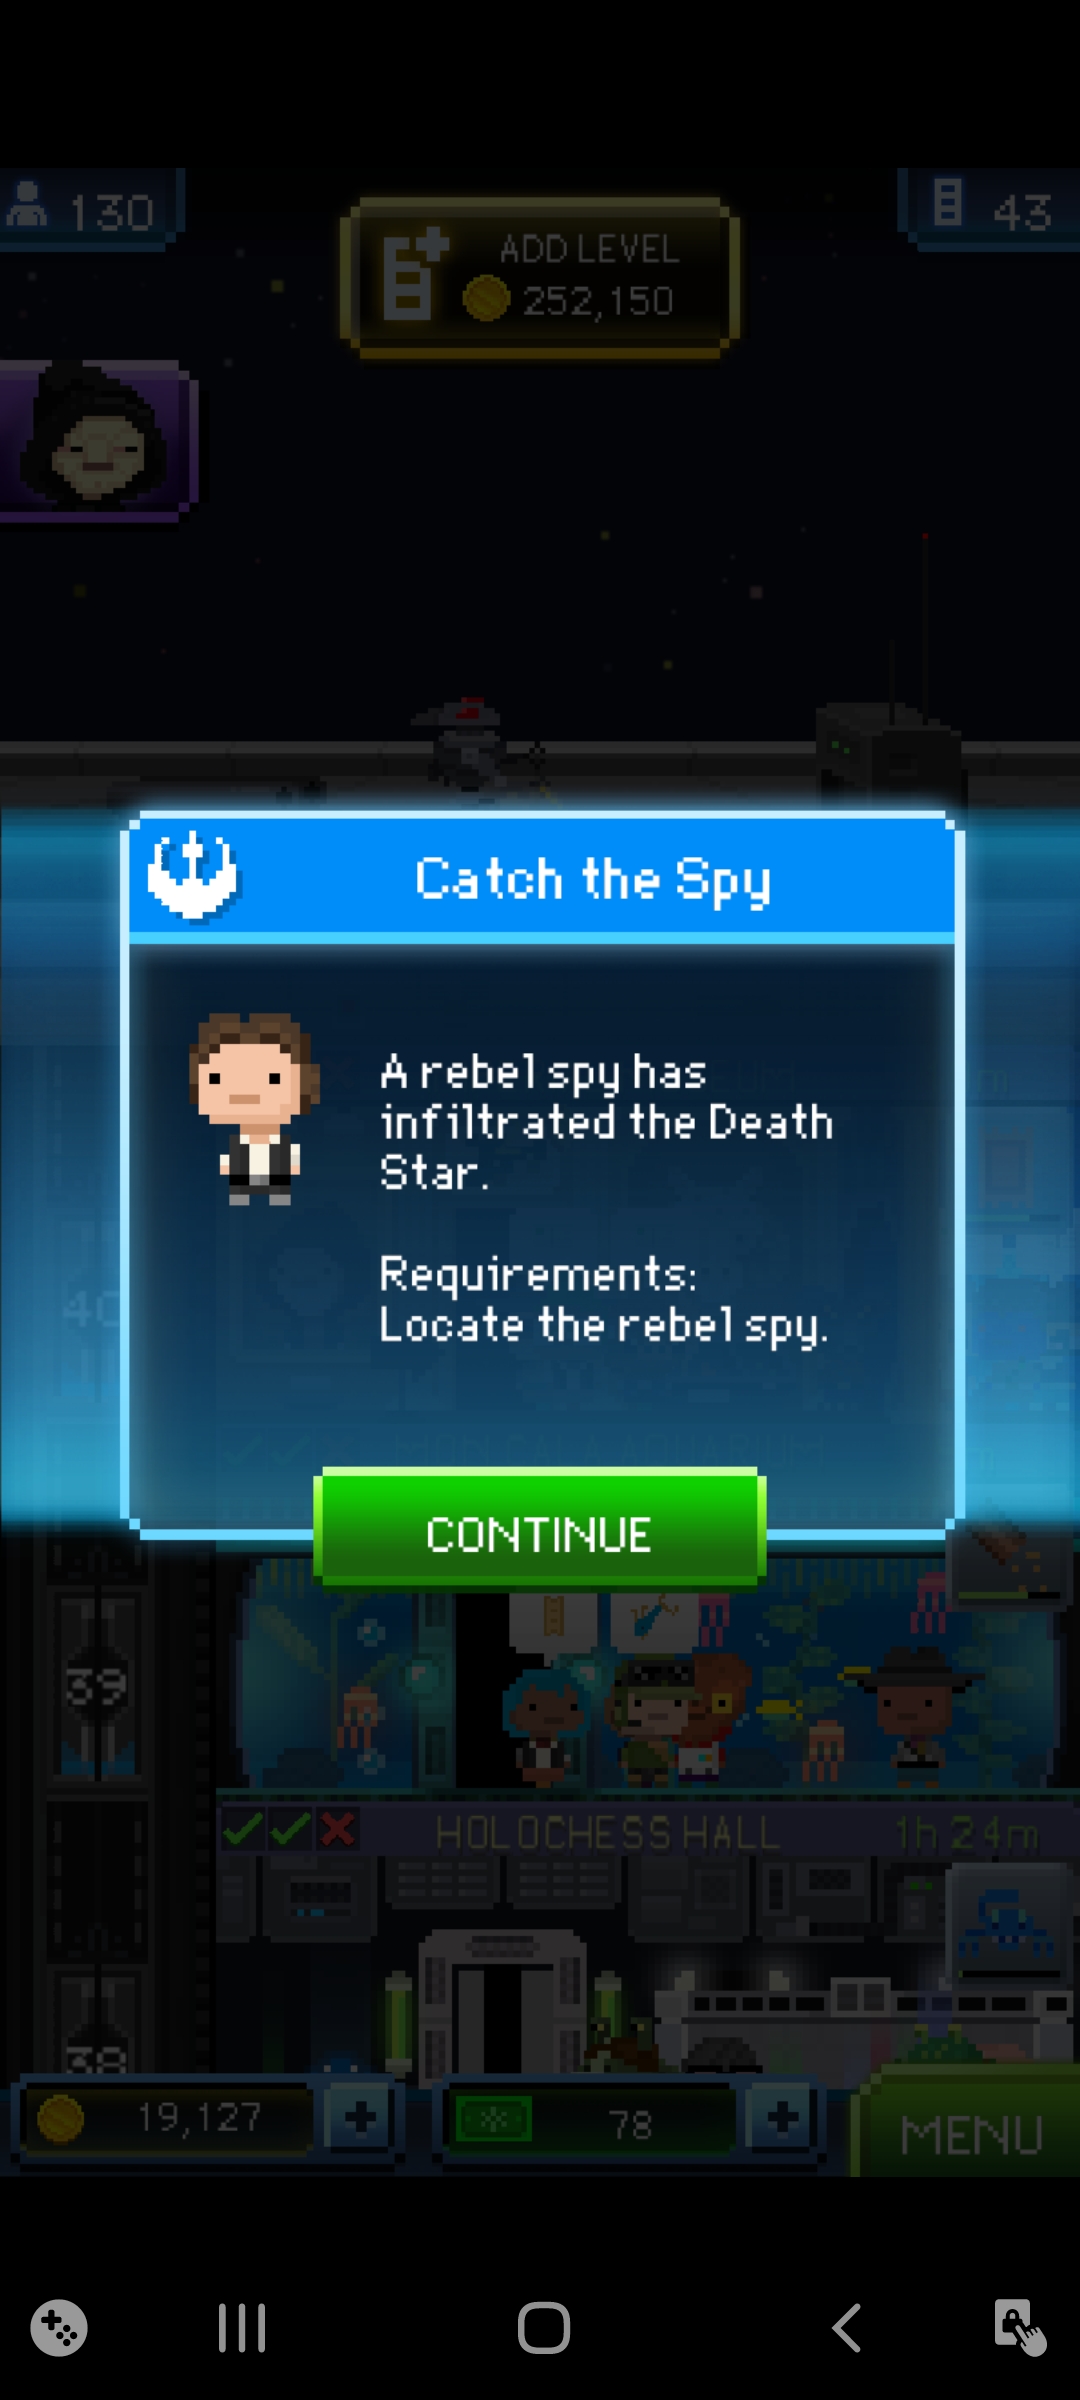 130
43
ADD LEVEL
252,150
Catch the Spy
A rebel spy has
infiltrated the Death
Star.
Requirements:
Locate the rebel spy.
40
CONTINUE
39
HOLOCHESS HALL
1h 24m
38
19,127
78
MENU